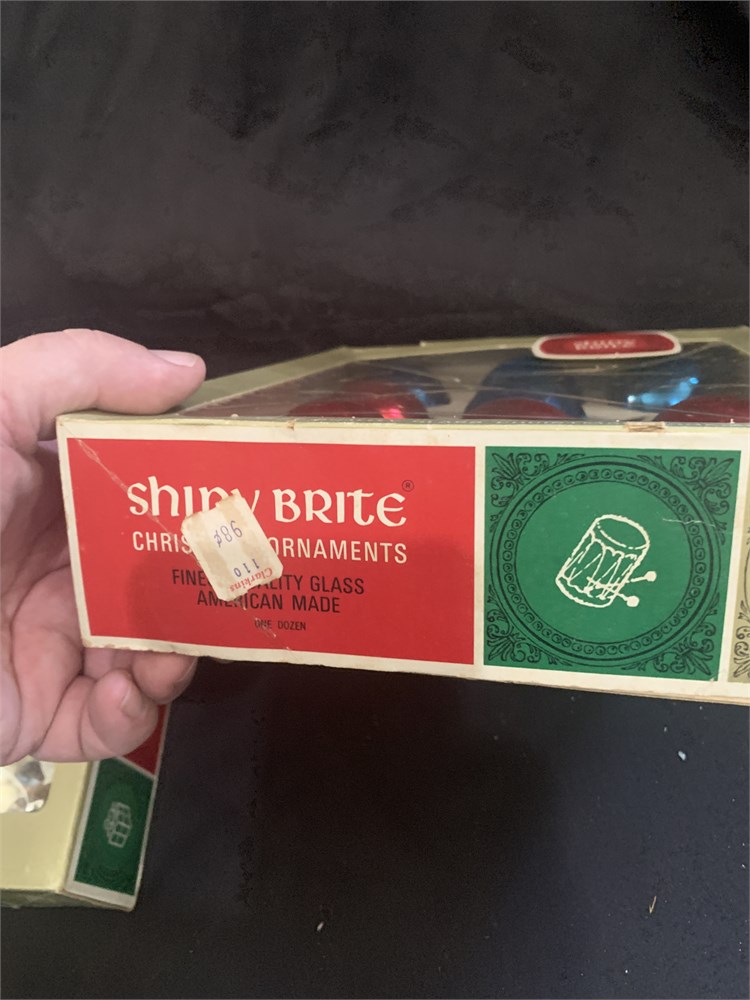 Shiny BRITE®
CHRIS ORNAMENTS
FINE ALITY GLASS
AMERICAN MADE
ONE DOZEN
98¢
110
Clarkins